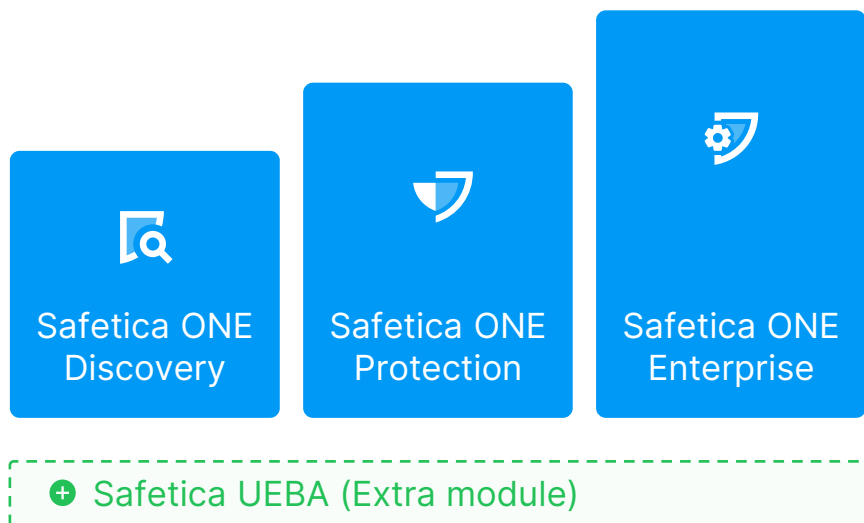 Safetica ONE
Discovery
Safetica ONE
Protection
Safetica ONE
Enterprise
Safetica UEBA (Extra module)